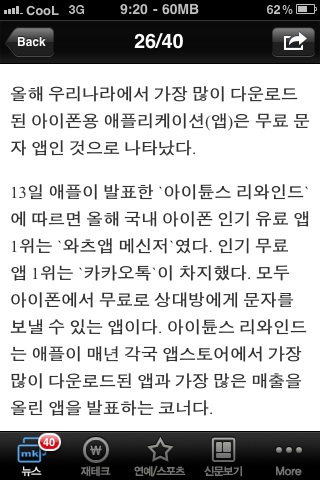 CooL 3G 9:20 - 60MB 62%
Back 26/40
올해 우리나라에서 가장 많이 다운로드
된 아이폰용 애플리케이션(앱)은 무료 문
자 앱인 것으로 나타났다.
13일 애플이 발표한 `아이튠스 리와인드`
에 따르면 올해 국내 아이폰 인기 유료 앱
1위는 `와츠앱 메신저`였다. 인기 무료
앱 1위는 `카카오톡`이 차지했다. 모두
아이폰에서 무료로 상대방에게 문자를
보낼 수 있는 앱이다. 아이튠스 리와인드
는 애플이 매년 각국 앱스토어에서 가장
많이 다운로드된 앱과 가장 많은 매출을
올린 앱을 발표하는 코너다.
mk 40 ₩
뉴스 재테크 연예/스포츠 신문보기 More